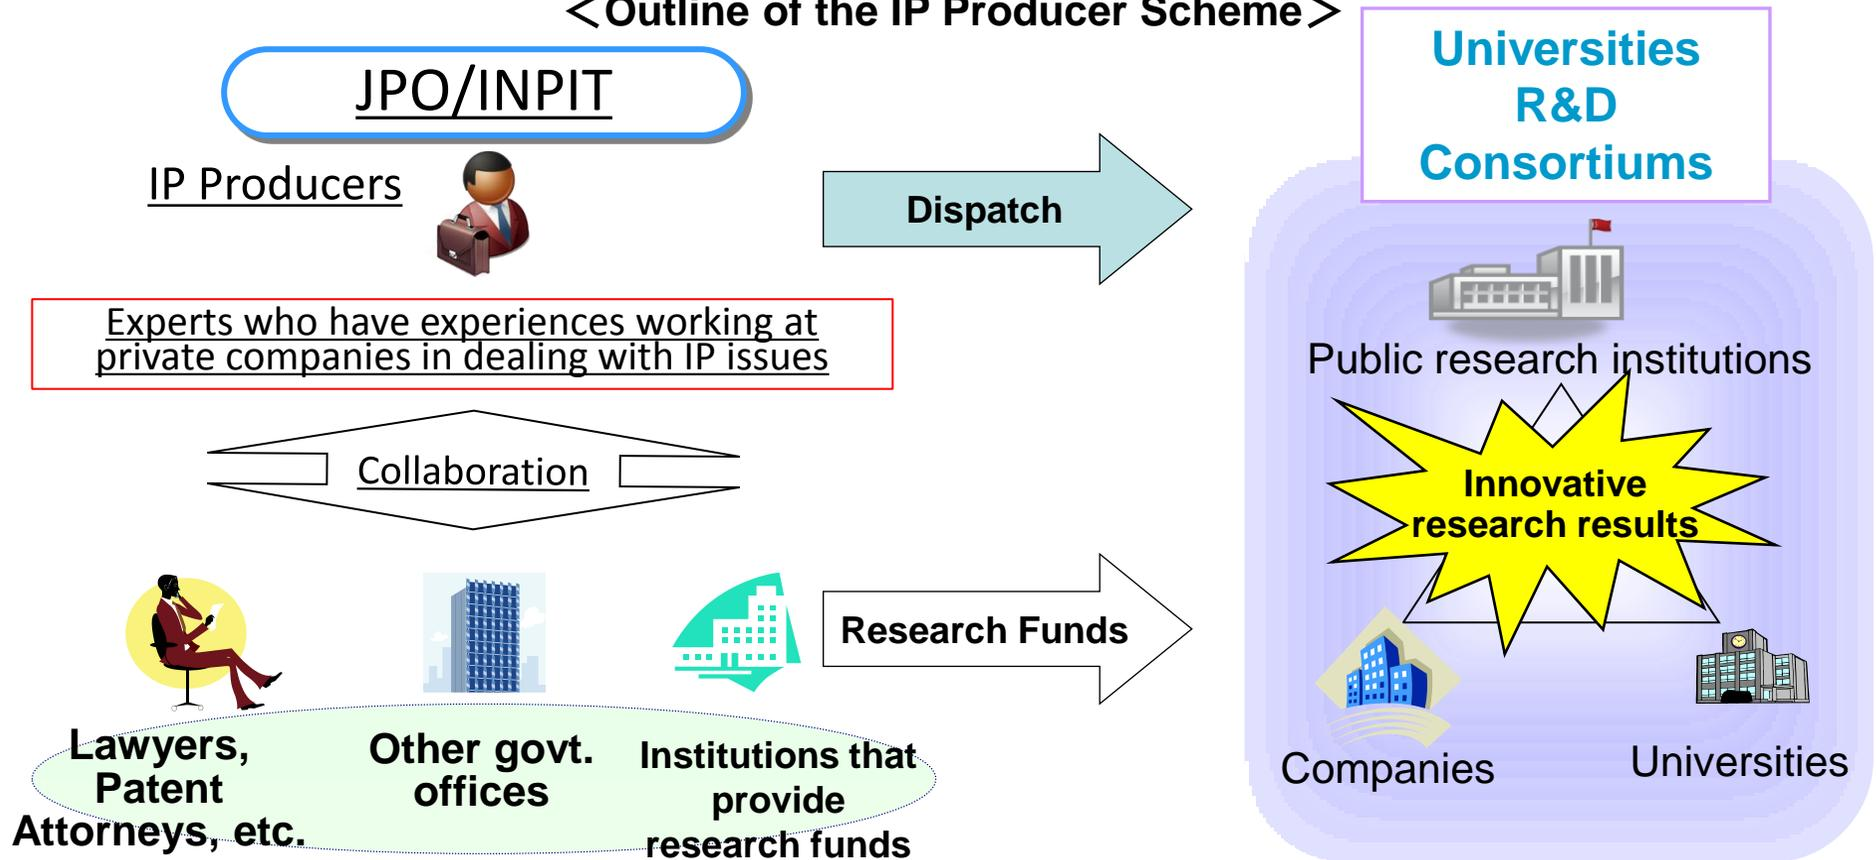 ＜Outline of the IP Producer Scheme＞
JPO/INPIT
IP Producers
Experts who have experiences working at
private companies in dealing with IP issues
Collaboration
Lawyers,
Patent
Attorneys, etc.
Other govt.
offices
Institutions that
provide
research funds
Dispatch
Research Funds
Universities
R&D
Consortiums
Public research institutions
Innovative
research results
Companies
Universities